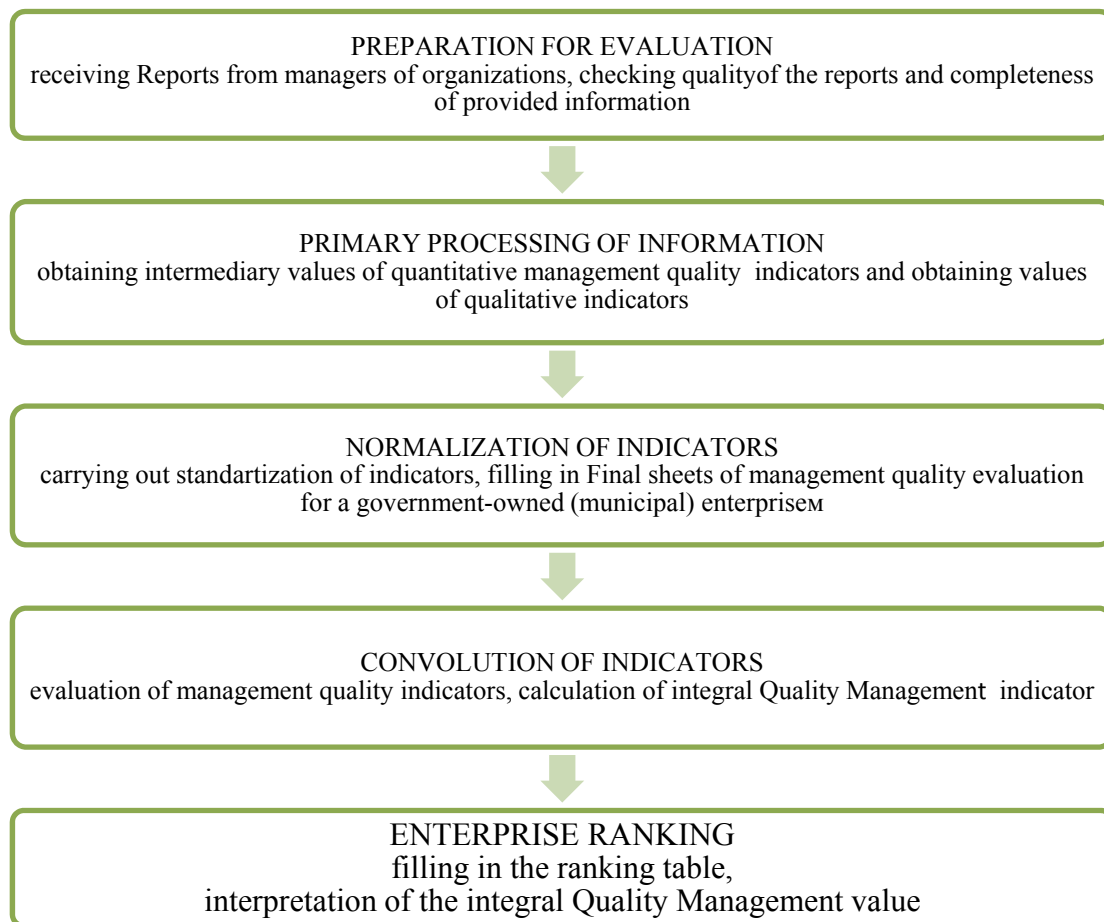 PREPARATION FOR EVALUATION
receiving Reports from managers of organizations, checking qualityof the reports and completeness
of provided information
PRIMARY PROCESSING OF INFORMATION
obtaining intermediary values of quantitative management quality indicators and obtaining values
of qualitative indicators
NORMALIZATION OF INDICATORS
carrying out standartization of indicators, filling in Final sheets of management quality evaluation
for a government-owned (municipal) enterpriseм
CONVOLUTION OF INDICATORS
evaluation of management quality indicators, calculation of integral Quality Management indicator
ENTERPRISE RANKING
filling in the ranking table,
interpretation of the integral Quality Management value